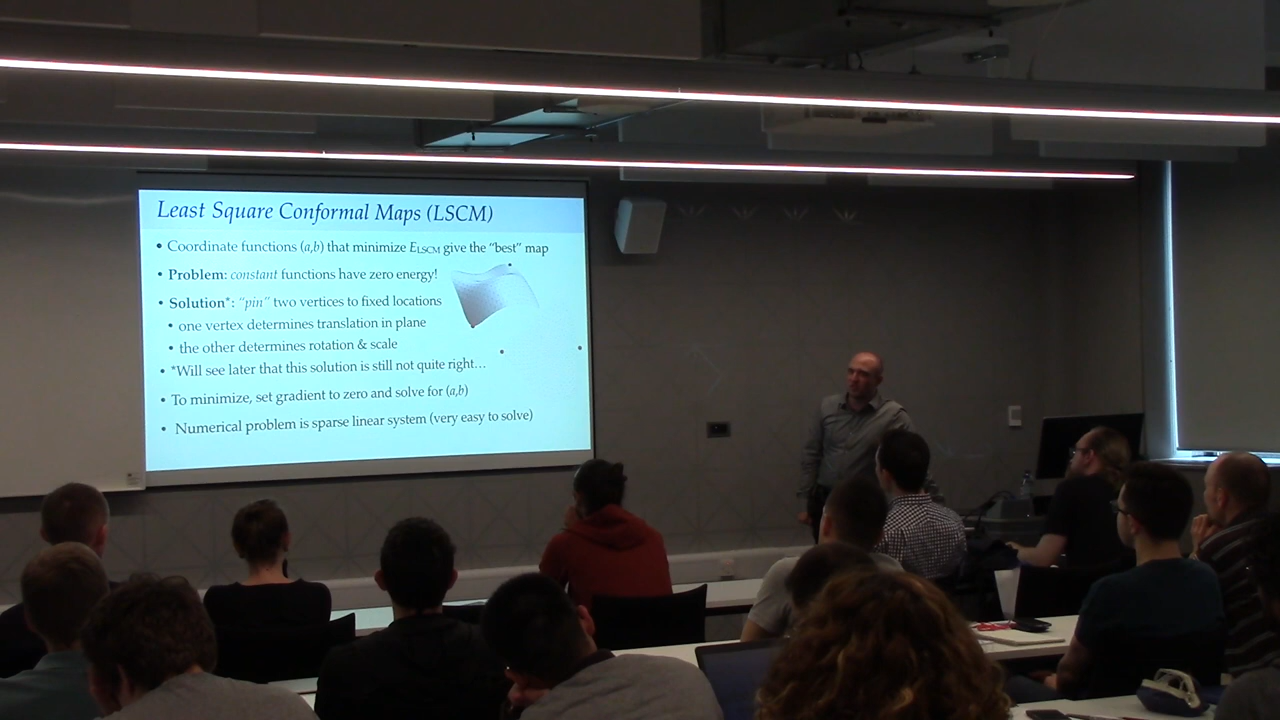 Least Square Conformal Maps (LSCM)
• Coordinate functions (a,b) that minimize ELSCM give the “best” map
• Problem: constant functions have zero energy!
• Solution*: “pin” two vertices to fixed locations
• one vertex determines translation in plane
• the other determines rotation & scale
• *Will see later that this solution is still not quite right…
• To minimize, set gradient to zero and solve for (a,b)
• Numerical problem is sparse linear system (very easy to solve)